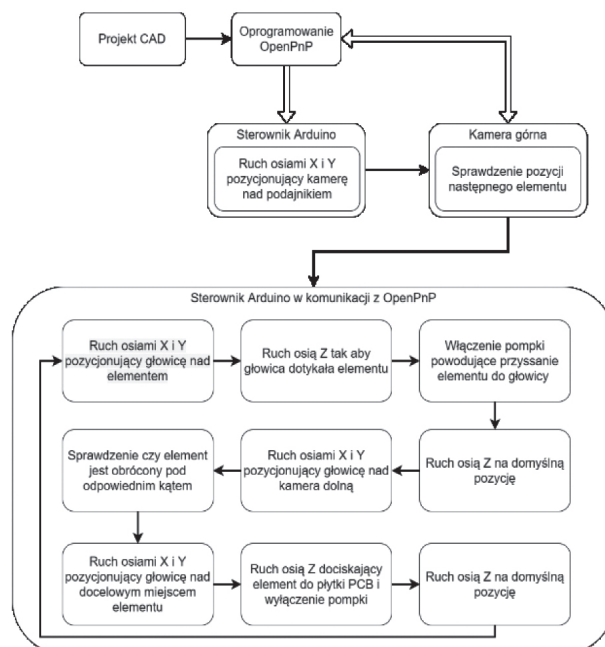 Projekt CAD
Oprogramowanie
OpenPnP
Sterownik Arduino
Ruch osiami X i Y
pozycjonujący kamerę
nad podajnikiem
Kamera górna
Sprawdzenie pozycji
następnego elementu
Sterownik Arduino w komunikacji z OpenPnP
Ruch osiami X i Y
pozycjonujący głowicę nad
elementem
Ruch osią Z tak aby
głowica dotykała elementu
Włączenie pompki
powodujące przyssanie
elementu do głowicy
Sprawdzenie czy element
jest obrócony pod
odpowiednim kątem
Ruch osiami X i Y
pozycjonujący głowicę nad
kamera dolną
Ruch osią Z na domyślną
pozycję
Ruch osiami X i Y
pozycjonujący głowicę nad
docelowym miejscem
elementu
Ruch osią Z dociskający
element do płytki PCB i
wyłączenie pompki
Ruch osią Z na domyślną
pozycję